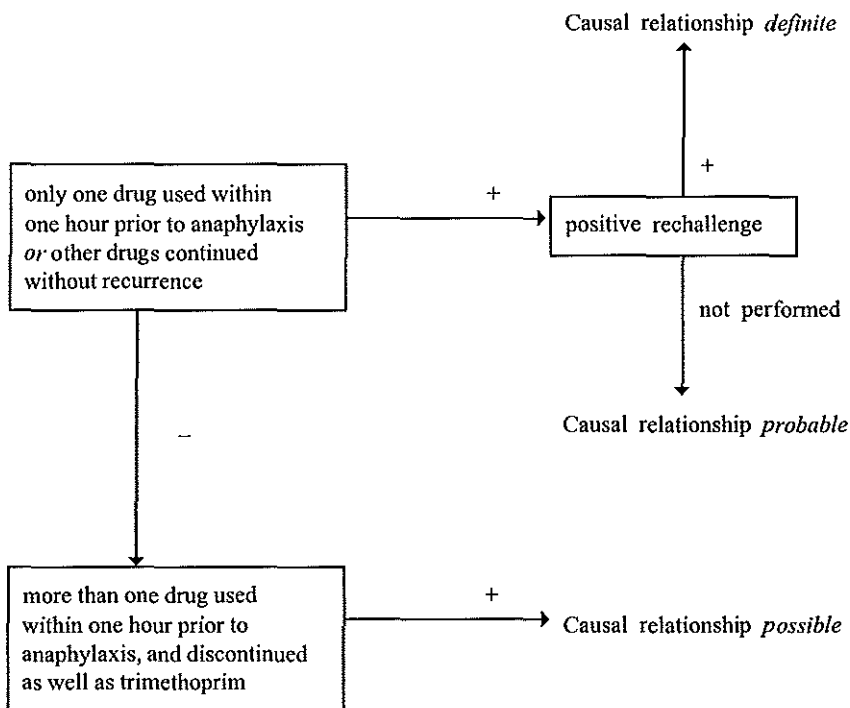 Causal relationship definite
+
only one drug used within
one hour prior to anaphylaxis
or other drugs continued
without recurrence
+
positive rechallenge
not performed
Causal relationship probable
–
more than one drug used
within one hour prior to
anaphylaxis, and discontinued
as well as trimethoprim
+
Causal relationship possible